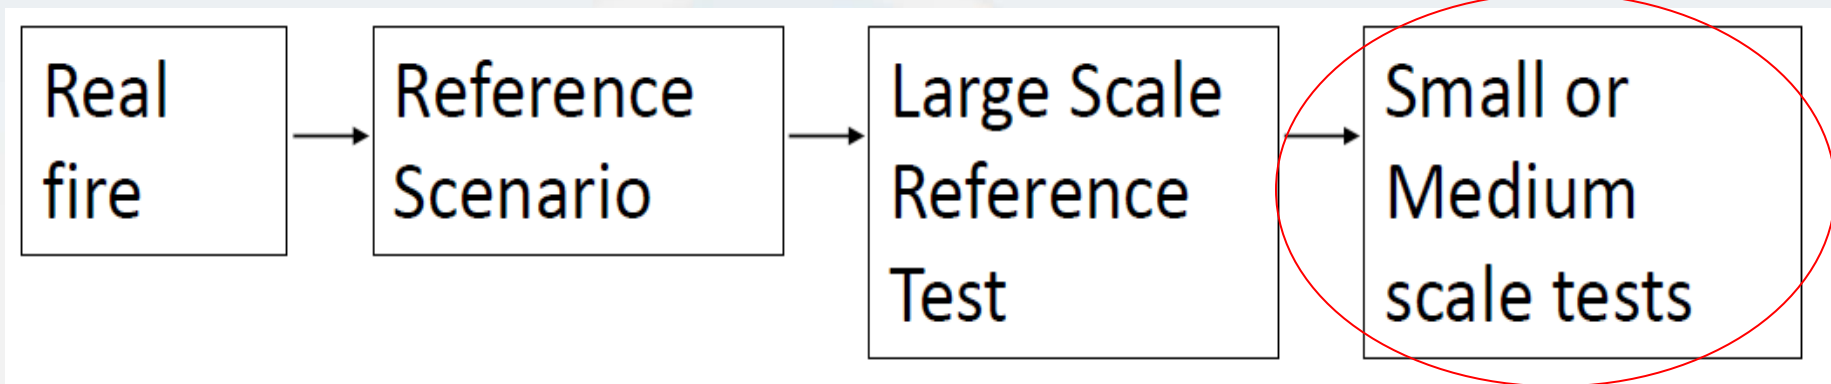 Real
fire
Reference
Scenario
Large Scale
Reference
Test
Small or
Medium
scale tests